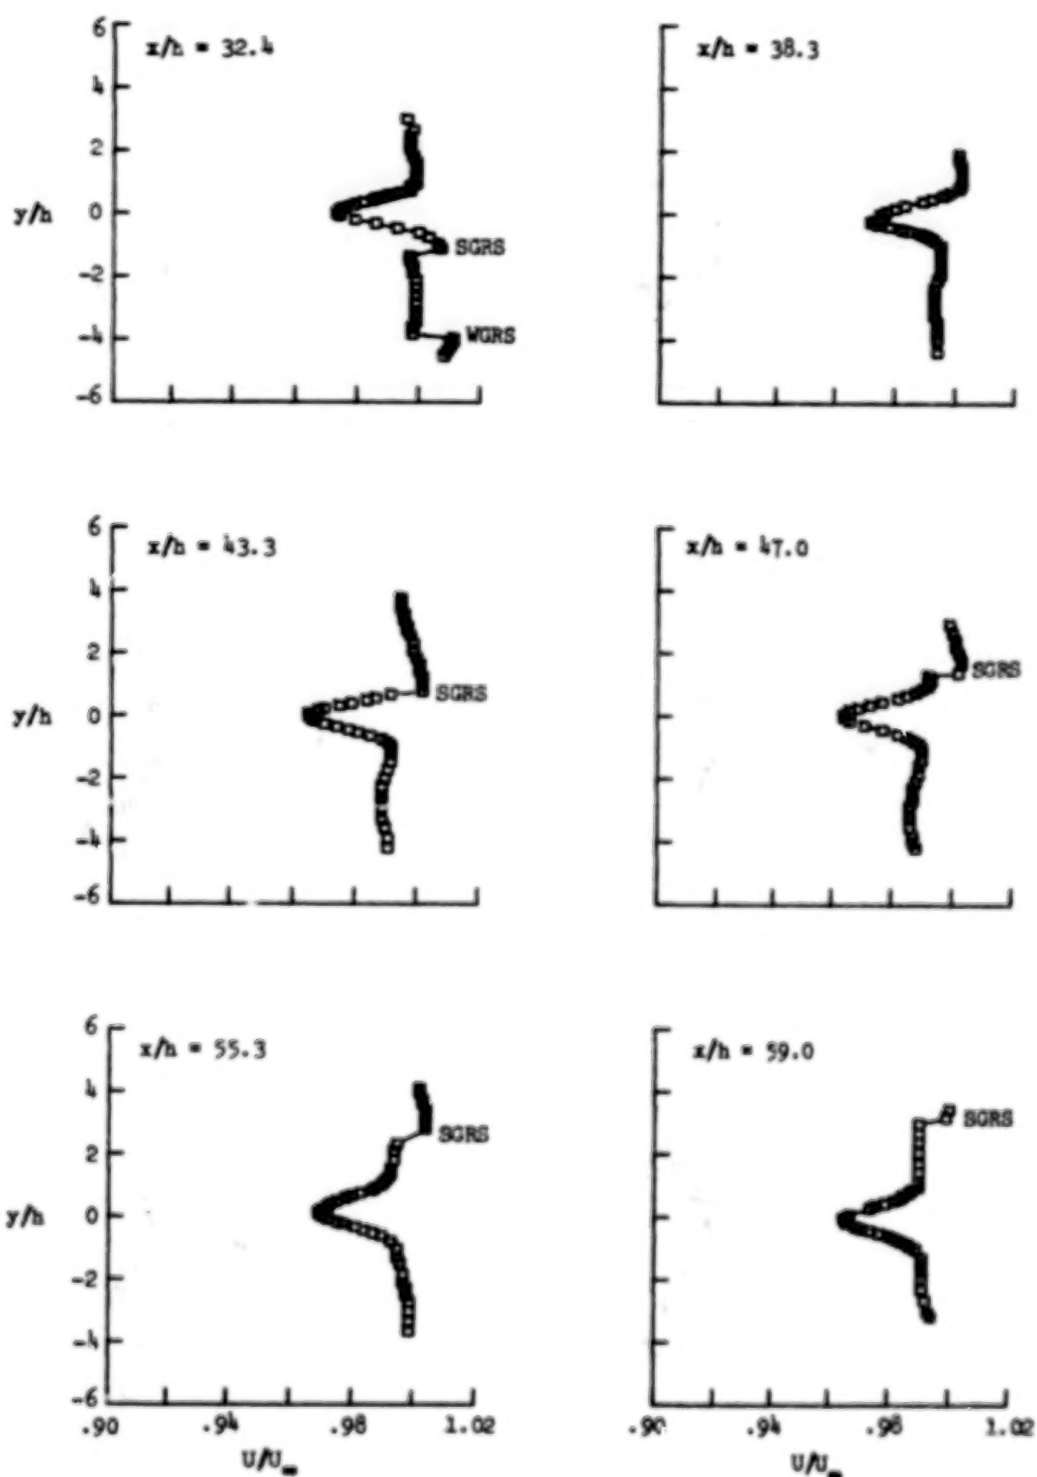 6
x/h = 32.4
4
2
y/h
0
SGRS
-2
-4
WGRS
-6
x/h = 38.3
6
x/h = 43.3
4
2
SGRS
y/h
0
-2
-4
-6
x/h = 47.0
SGRS
6
x/h = 55.3
4
SGRS
2
y/h
0
-2
-4
-6
.90 .94 .98 1.02
U/U∞
x/h = 59.0
SGRS
.90 .94 .98 1.02
U/U∞